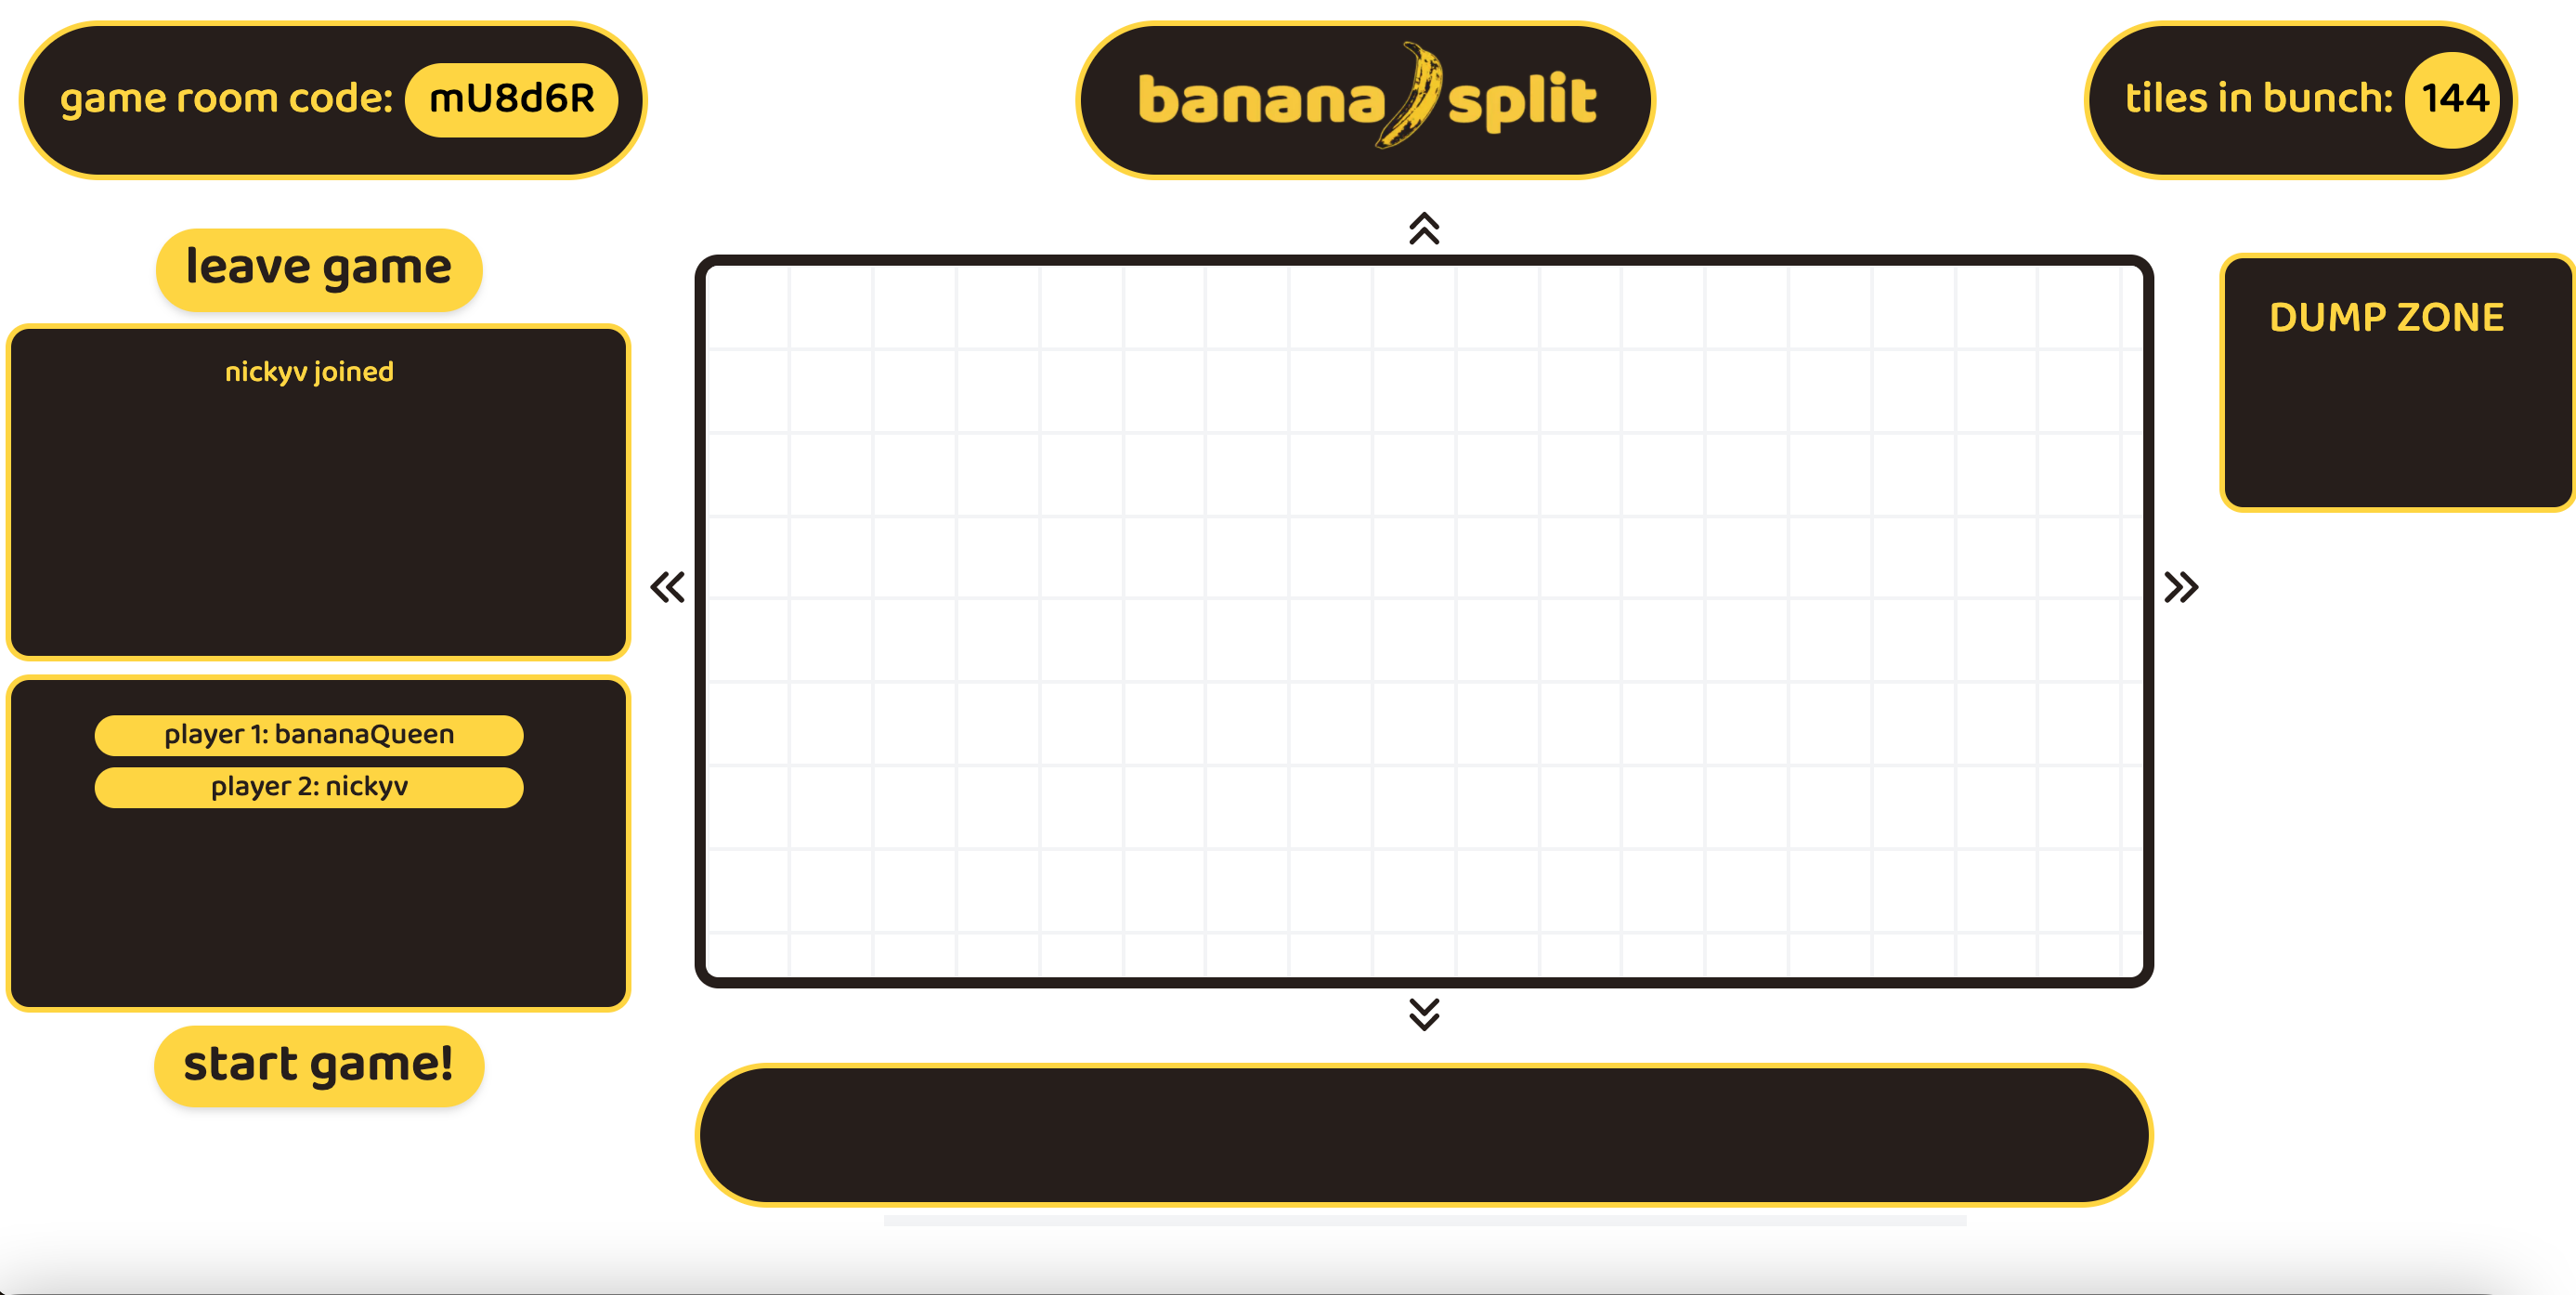 game room code: mU8d6R
banana split
tiles in bunch: 144
leave game
nickyv joined
player 1: bananaQueen
player 2: nickyv
start game!
DUMP ZONE